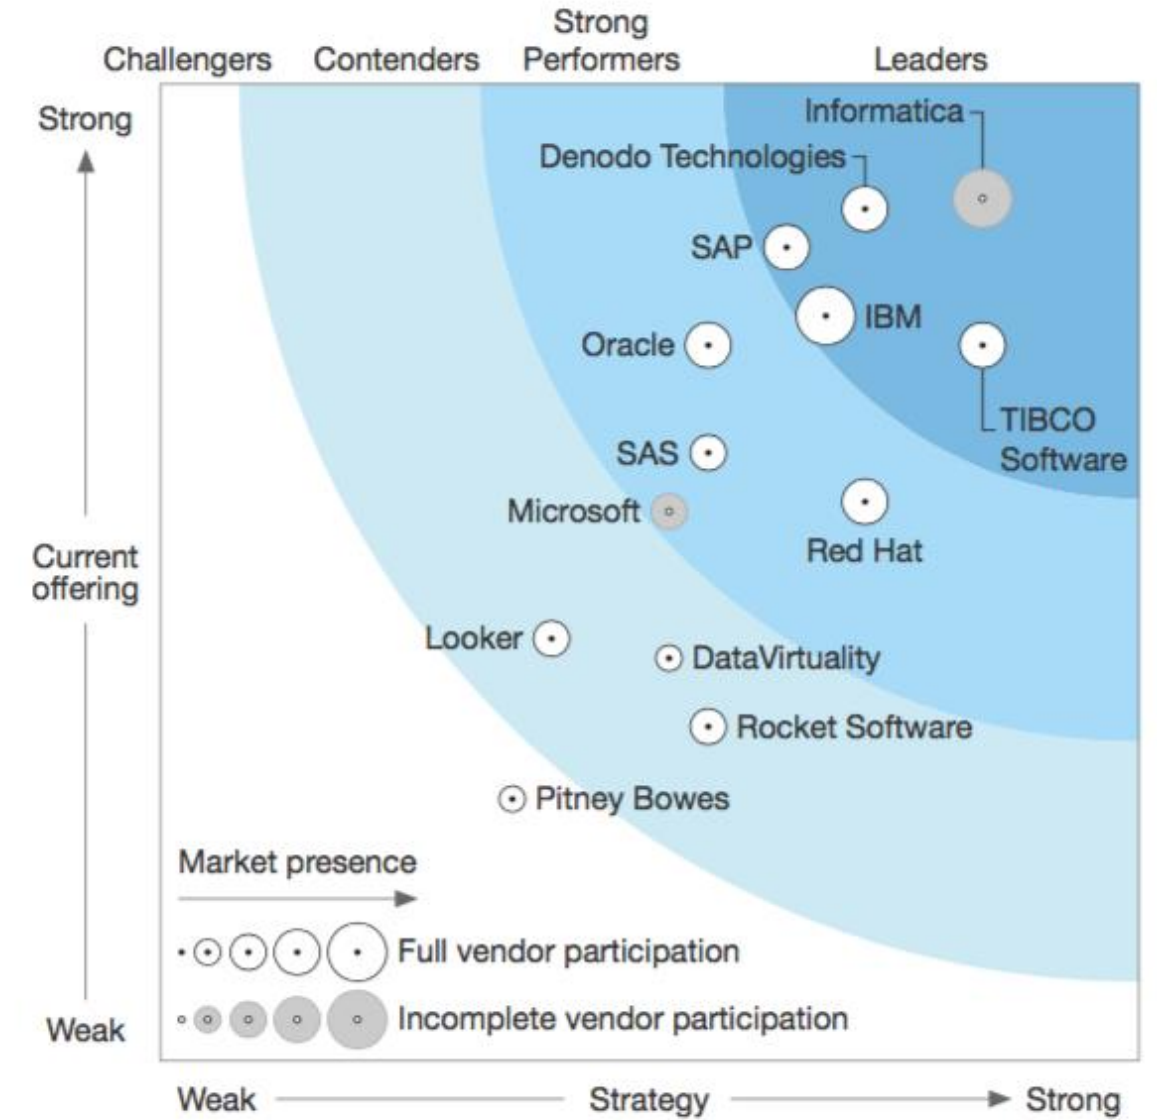 Strong
Challengers Contenders Performers Leaders
Strong
Informatica
Denodo Technologies
SAP
IBM
Oracle
TIBCO
Software
SAS
Microsoft
Red Hat
Current
offering
Looker
DataVirtuality
Rocket Software
Pitney Bowes
Market presence
Full vendor participation
Incomplete vendor participation
Weak
Weak Strategy Strong